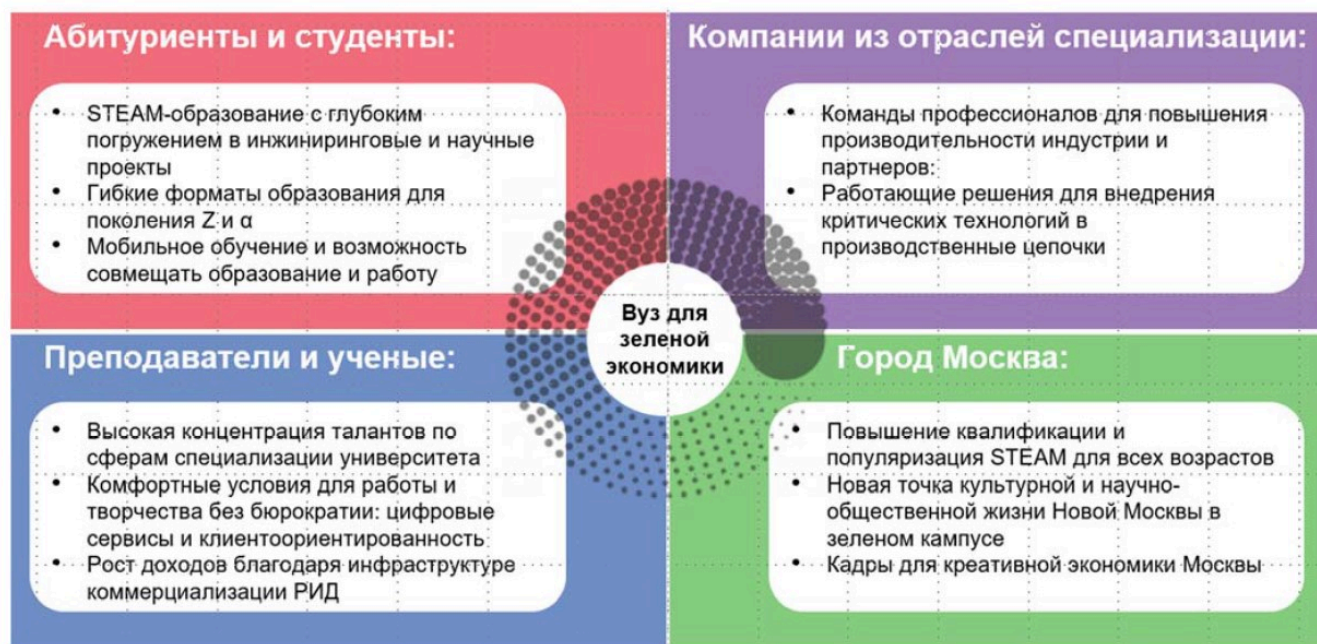 Абитуриенты и студенты:
• STEAM-образование с глубоким
погружением в инжиниринговые и научные
проекты
• Гибкие форматы образования для
поколения Z и α
• Мобильное обучение и возможность
совмещать образование и работу
Компании из отраслей специализации:
• Команды профессионалов для повышения
производительности индустрии и
партнеров:
• Работающие решения для внедрения
критических технологий в
производственные цепочки
Вуз для
зеленой
экономики
Преподаватели и ученые:
• Высокая концентрация талантов по
сферам специализации университета
• Комфортные условия для работы и
творчества без бюрократии: цифровые
сервисы и клиентоориентированность
• Рост доходов благодаря инфраструктуре
коммерциализации РИД
Город Москва:
• Повышение квалификации и
популяризация STEAM для всех возрастов
• Новая точка культурной и научно-
общественной жизни Новой Москвы в
зеленом кампусе
• Кадры для креативной экономики Москвы